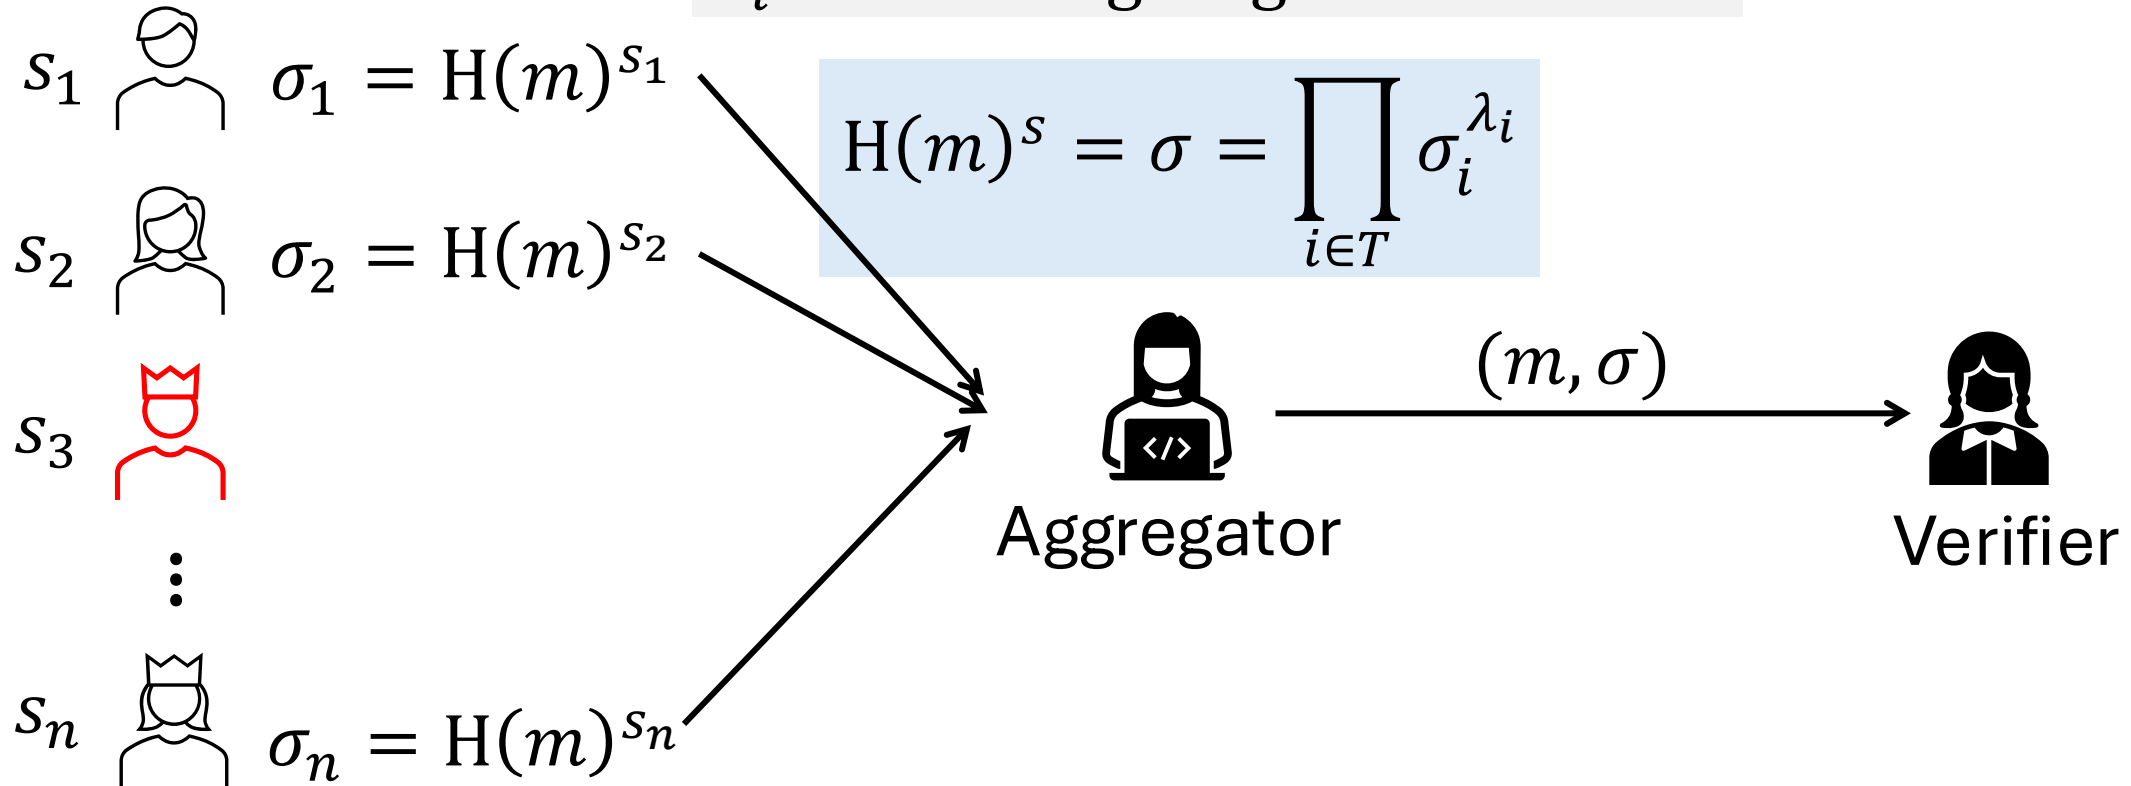 s₁ σ₁ = H(m)^{s₁}
H(m)^s = σ = ∏_{i∈T} σ_i^{λ_i}
s₂ σ₂ = H(m)^{s₂}
(m, σ)
s₃
</>
Aggregator
Verifier
⋮
s_n σ_n = H(m)^{s_n}